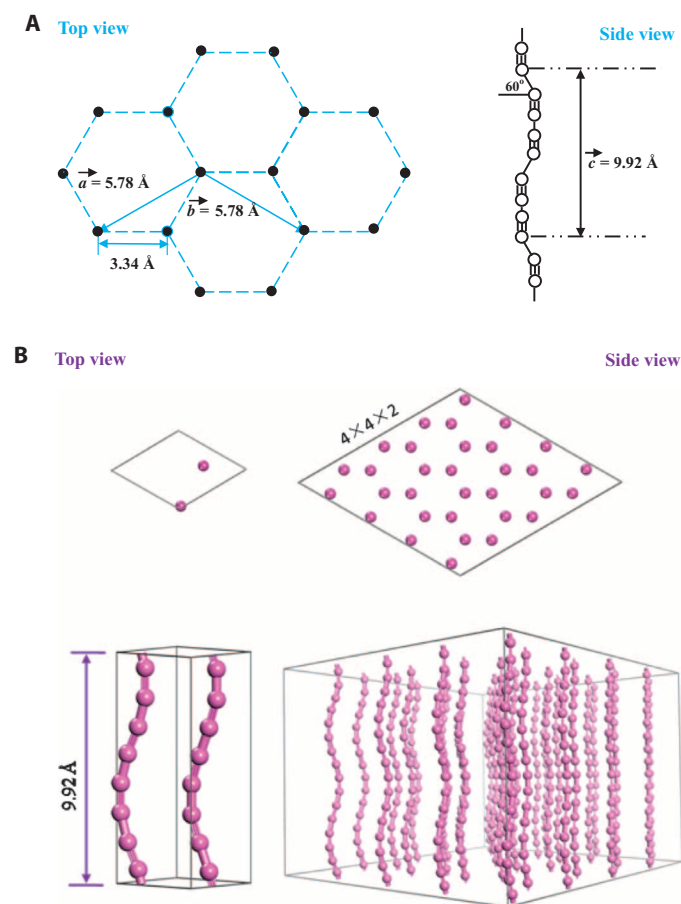 A
Top view
Side view
60°
a = 5.78 Å
b = 5.78 Å
c = 9.92 Å
3.34 Å
B
Top view
Side view
4×4×2
9.92 Å